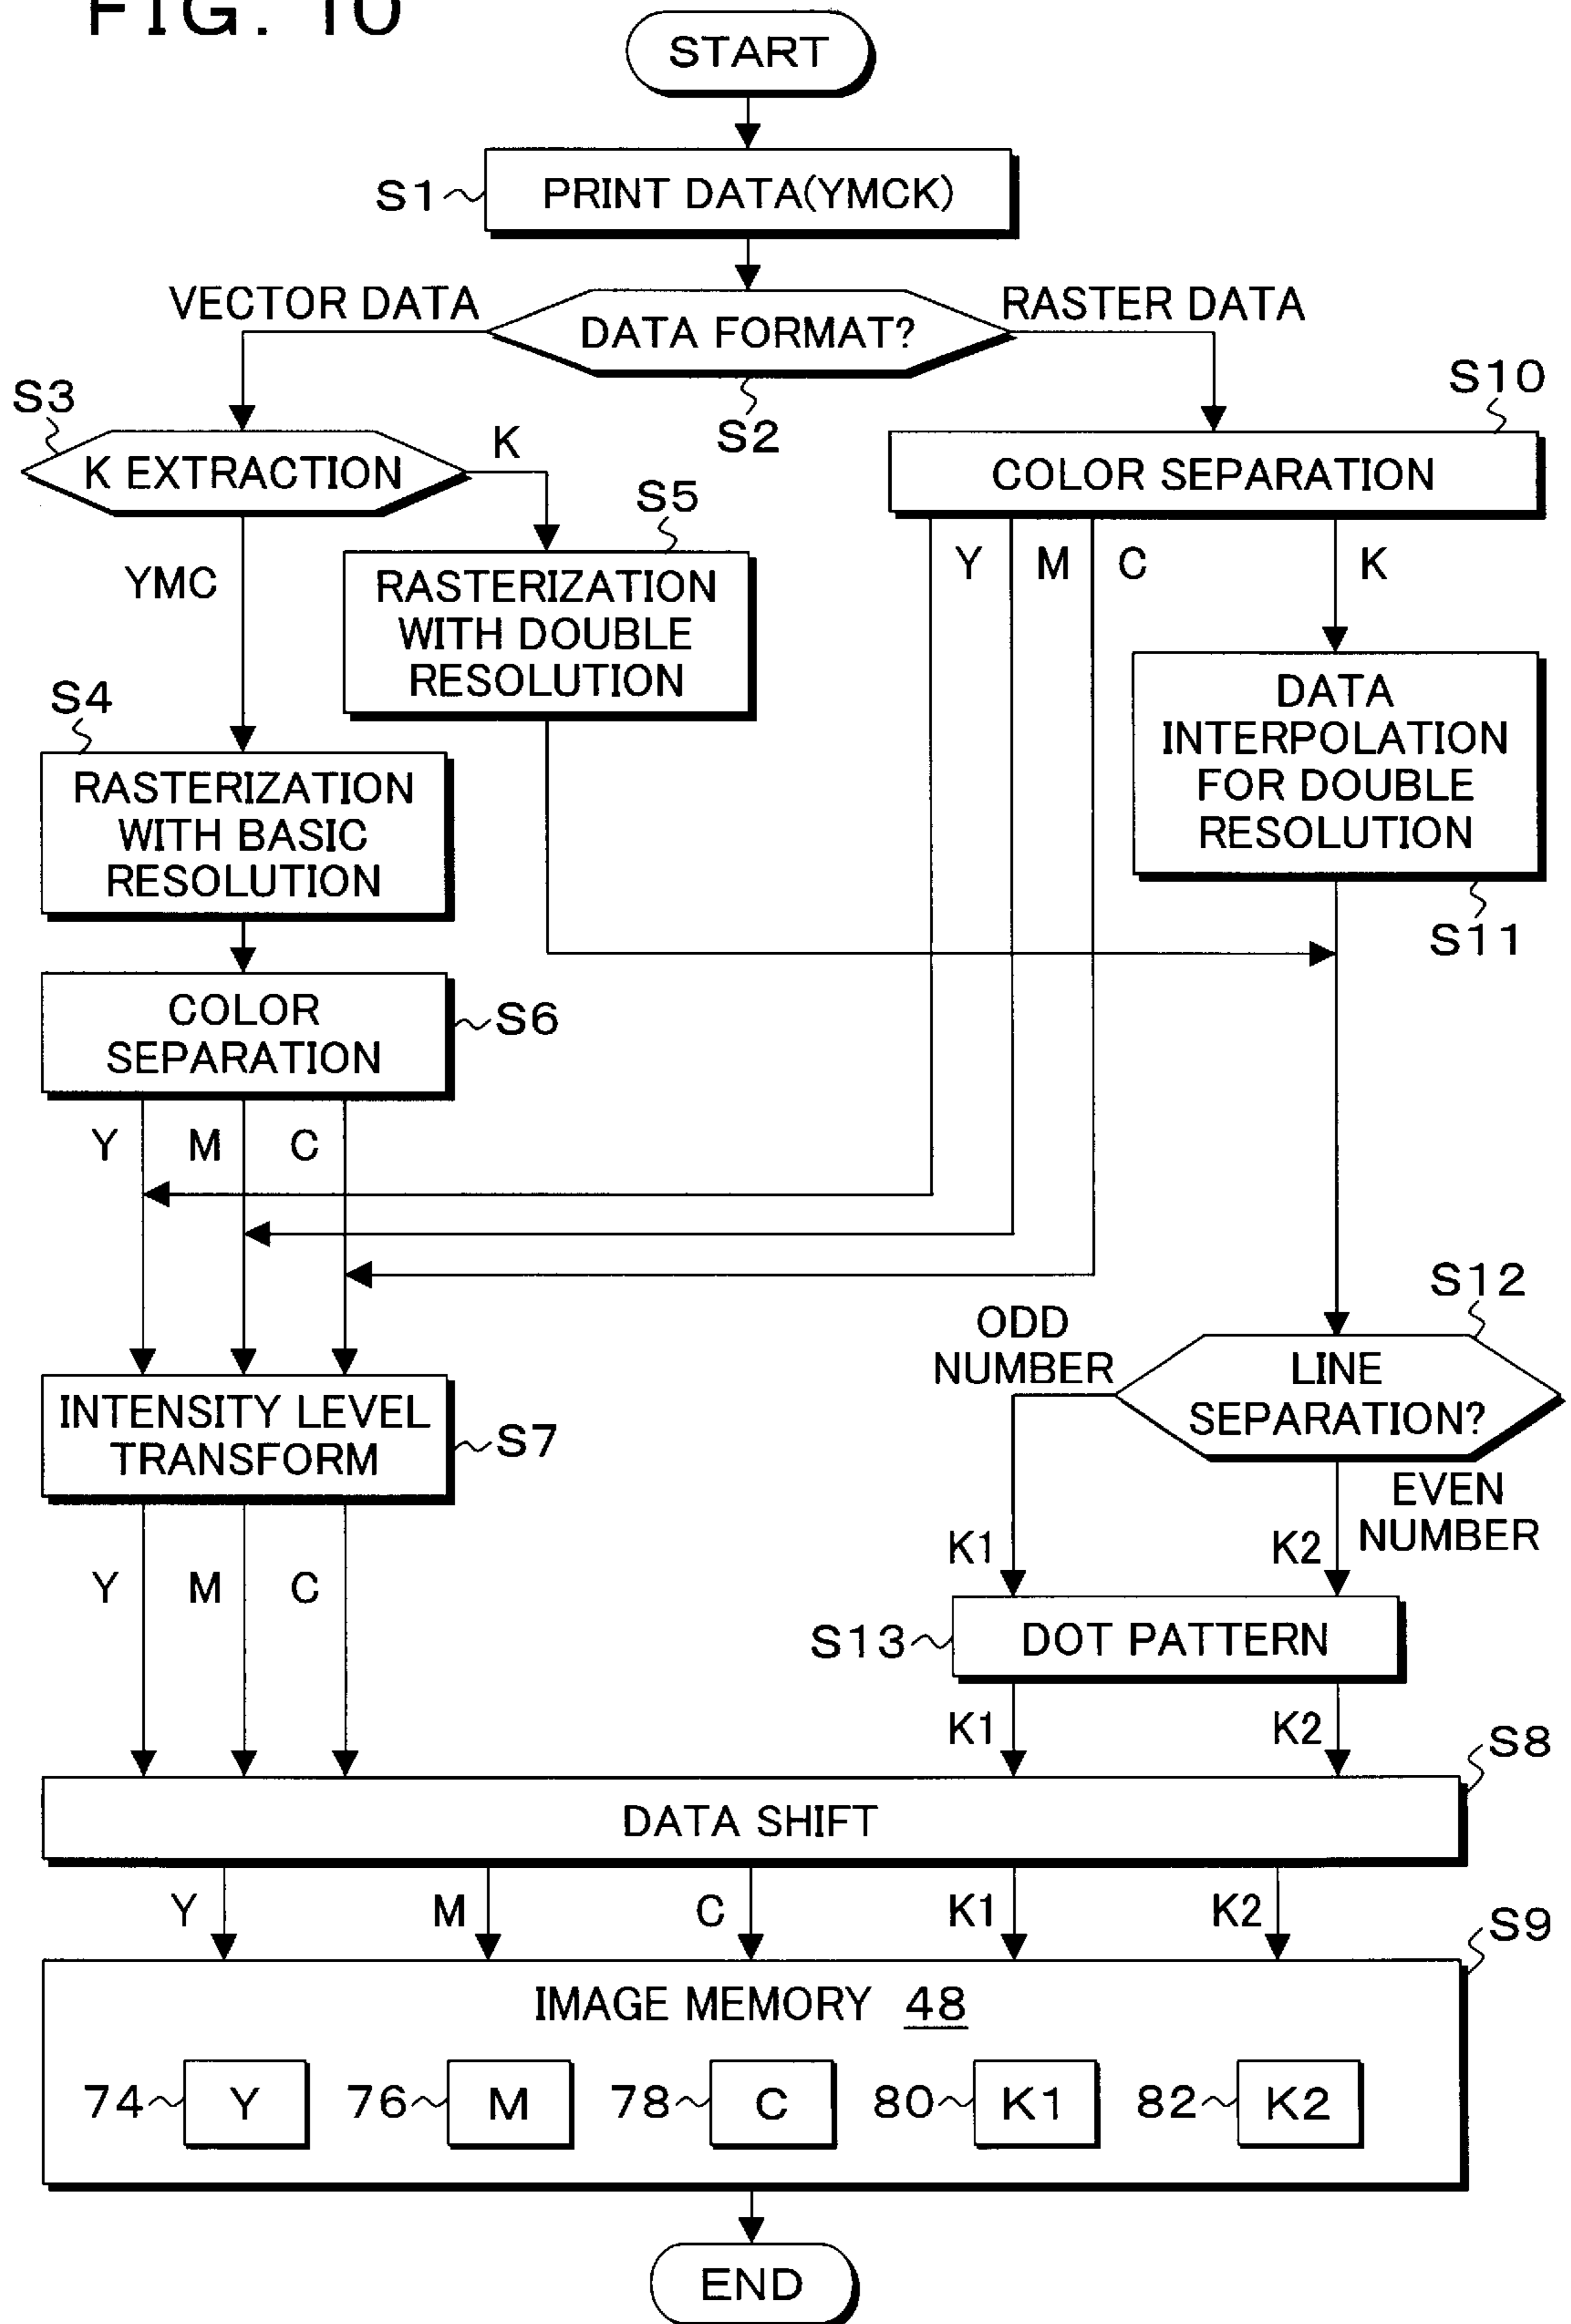 FIG. 10
START
S1
PRINT DATA(YMCK)
VECTOR DATA
DATA FORMAT?
RASTER DATA
S2
S3
K EXTRACTION
K
YMC
S10
COLOR SEPARATION
Y
M
C
K
S5
RASTERIZATION
WITH DOUBLE
RESOLUTION
S4
RASTERIZATION
WITH BASIC
RESOLUTION
DATA
INTERPOLATION
FOR DOUBLE
RESOLUTION
S11
COLOR
SEPARATION
S6
Y
M
C
S12
ODD
NUMBER
LINE
SEPARATION?
EVEN
NUMBER
INTENSITY LEVEL
TRANSFORM
S7
K1
K2
Y
M
C
S13
DOT PATTERN
K1
K2
S8
DATA SHIFT
Y
M
C
K1
K2
S9
IMAGE MEMORY 48
74
Y
76
M
78
C
80
K1
82
K2
END